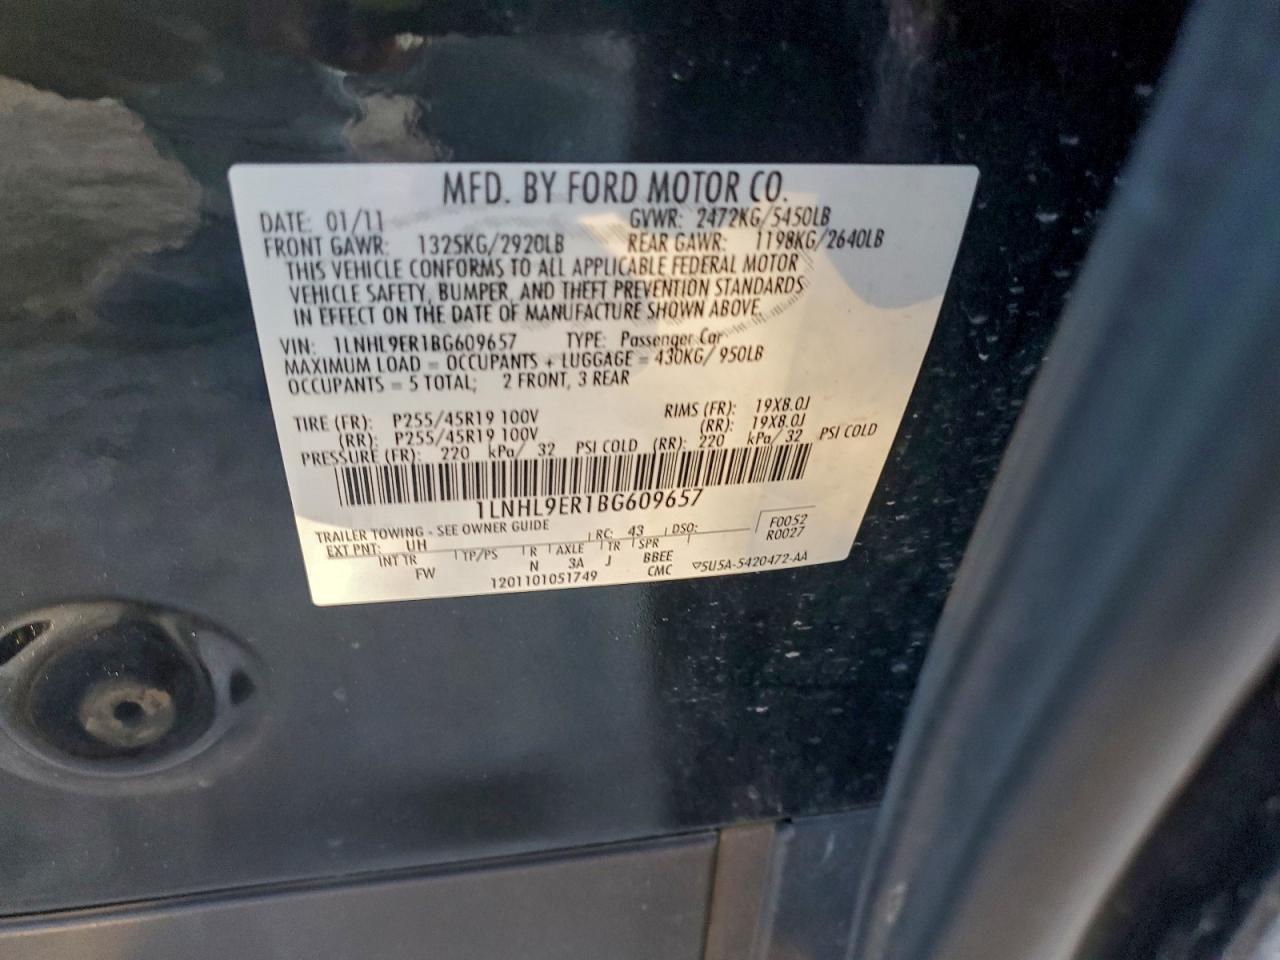 MFD. BY FORD MOTOR CO.
DATE: 01/11 GVWR: 2472KG/5450LB
FRONT GAWR: 1325KG/2920LB REAR GAWR: 1198KG/2640LB
THIS VEHICLE CONFORMS TO ALL APPLICABLE FEDERAL MOTOR
VEHICLE SAFETY, BUMPER, AND THEFT PREVENTION STANDARDS
IN EFFECT ON THE DATE OF MANUFACTURE SHOWN ABOVE
VIN: 1LNHL9ER1BG609657 TYPE: Passenger Car
MAXIMUM LOAD = OCCUPANTS + LUGGAGE = 430KG/ 950LB
OCCUPANTS = 5 TOTAL; 2 FRONT, 3 REAR
TIRE (FR): P255/45R19 100V RIMS (FR): 19X8.0J
(RR): P255/45R19 100V (RR): 19X8.0J
PRESSURE (FR): 220 kPa/ 32 PSI COLD (RR): 220 kPa/ 32 PSI COLD
1LNHL9ER1BG609657
TRAILER TOWING - SEE OWNER GUIDE
EXT PNT: UH RC: 43 DSO: F0052
R0027
INT TR TP/PS R AXLE TR SPR
FW N 3A J BBEE
CMC ▽5U5A-5420472-AA
1201101051749